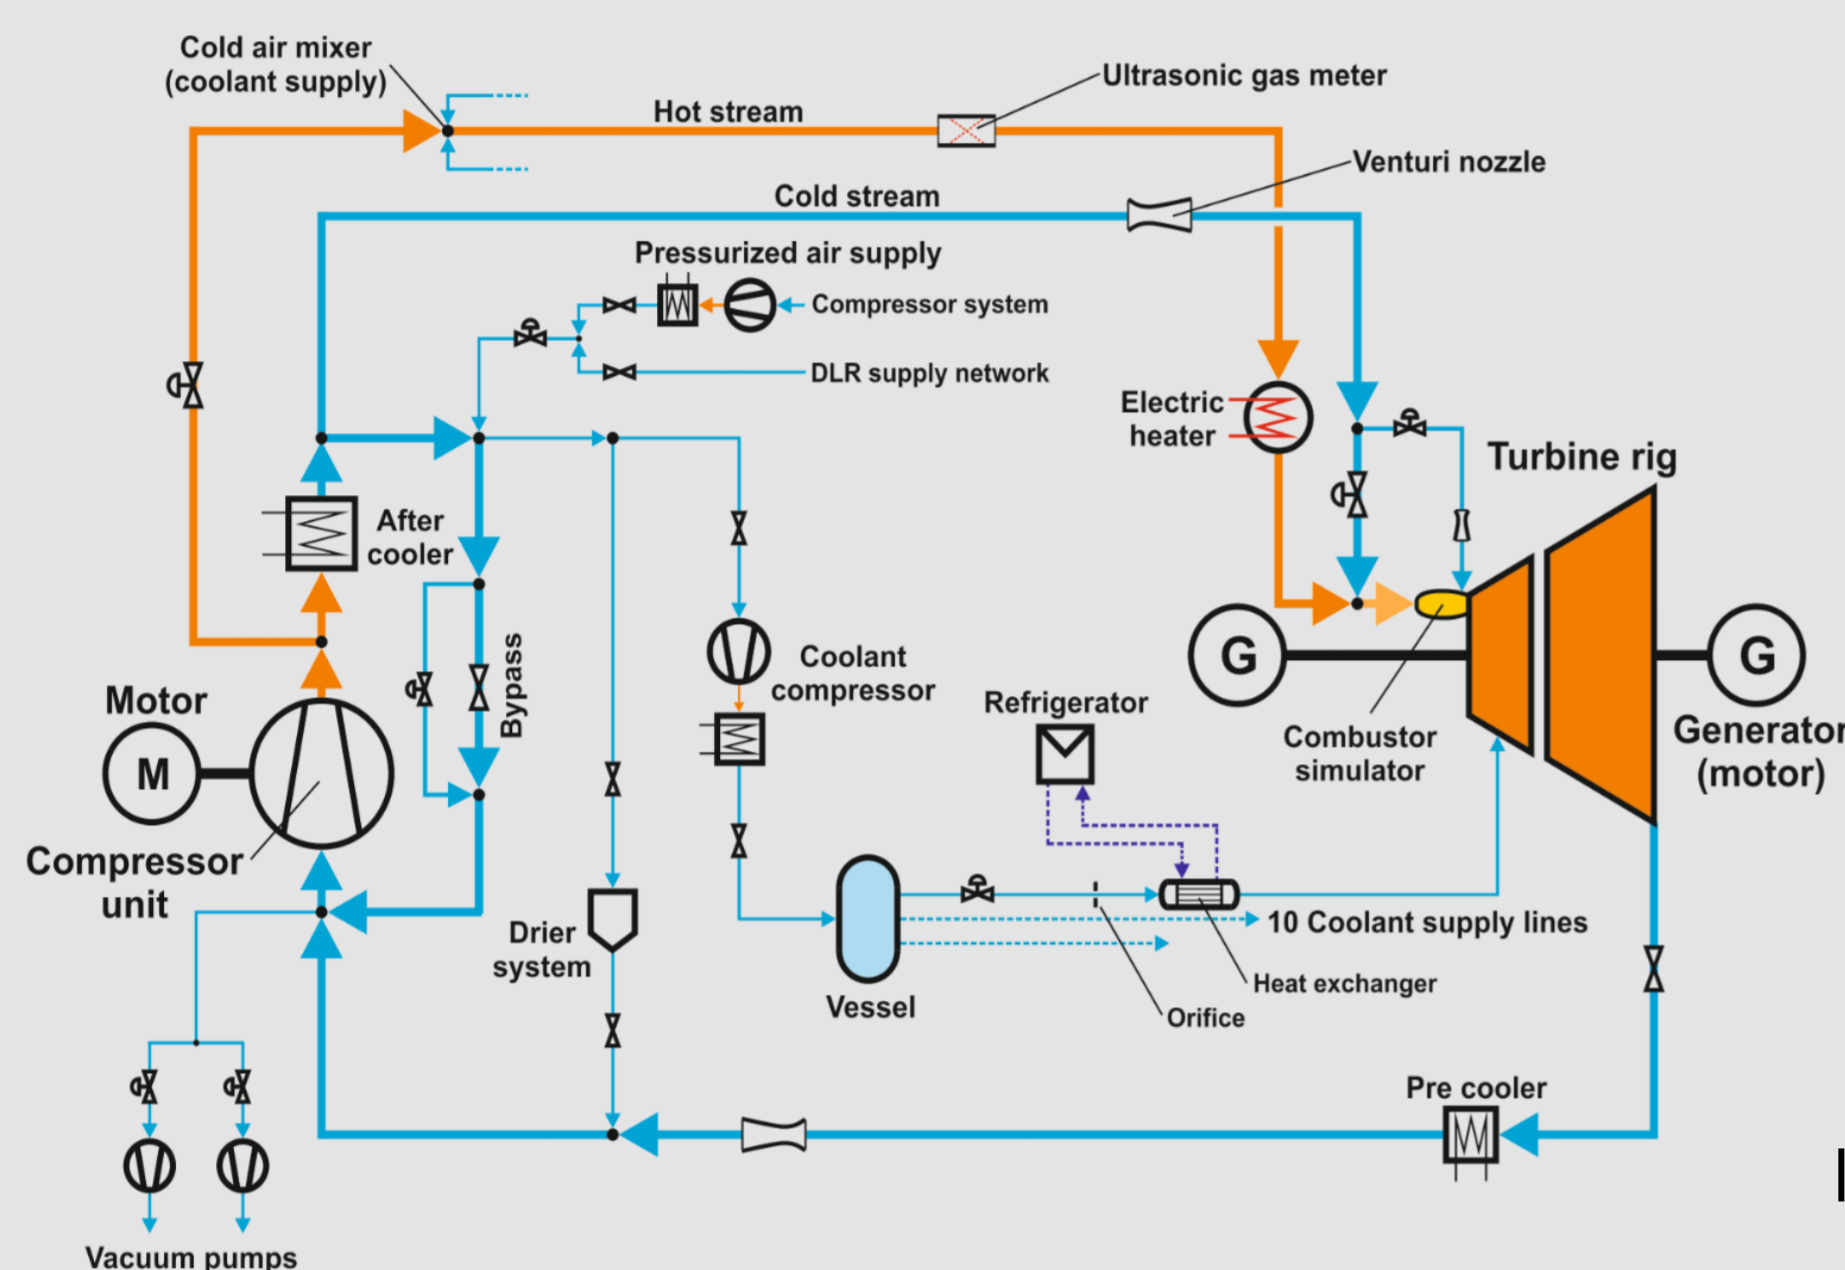 Cold air mixer
(coolant supply)
Hot stream
Ultrasonic gas meter
Venturi nozzle
Cold stream
Pressurized air supply
Compressor system
DLR supply network
Electric
heater
Turbine rig
After
cooler
Bypass
Coolant
compressor
Motor
M
Compressor
unit
Refrigerator
G
G
Combustor
simulator
Generator
(motor)
Drier
system
Vessel
10 Coolant supply lines
Heat exchanger
Orifice
Pre cooler
Vacuum pumps